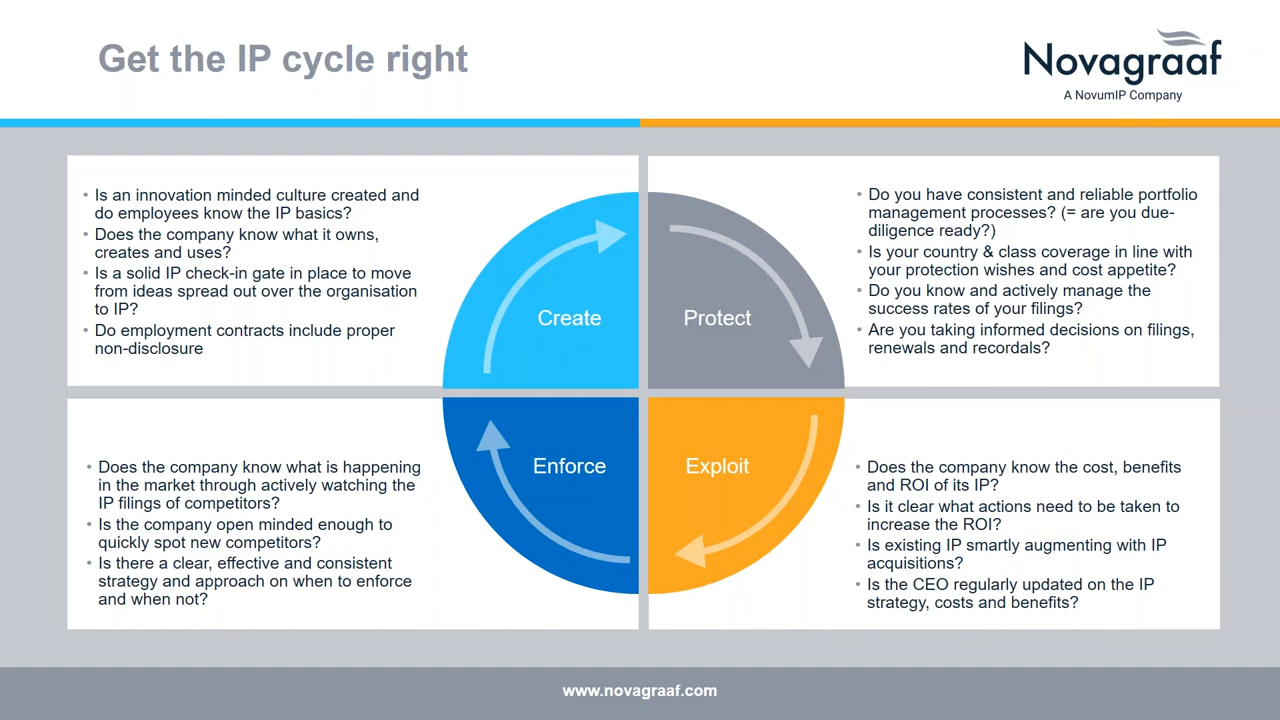 Get the IP cycle right
Novagraaf
A NovumIP Company
• Is an innovation minded culture created and
do employees know the IP basics?
• Does the company know what it owns,
creates and uses?
• Is a solid IP check-in gate in place to move
from ideas spread out over the organisation
to IP?
• Do employment contracts include proper
non-disclosure
Create
Protect
• Do you have consistent and reliable portfolio
management processes? (= are you due-
diligence ready?)
• Is your country & class coverage in line with
your protection wishes and cost appetite?
• Do you know and actively manage the
success rates of your filings?
• Are you taking informed decisions on filings,
renewals and recordals?
• Does the company know what is happening
in the market through actively watching the
IP filings of competitors?
• Is the company open minded enough to
quickly spot new competitors?
• Is there a clear, effective and consistent
strategy and approach on when to enforce
and when not?
Enforce
Exploit
• Does the company know the cost, benefits
and ROI of its IP?
• Is it clear what actions need to be taken to
increase the ROI?
• Is existing IP smartly augmenting with IP
acquisitions?
• Is the CEO regularly updated on the IP
strategy, costs and benefits?
www.novagraaf.com